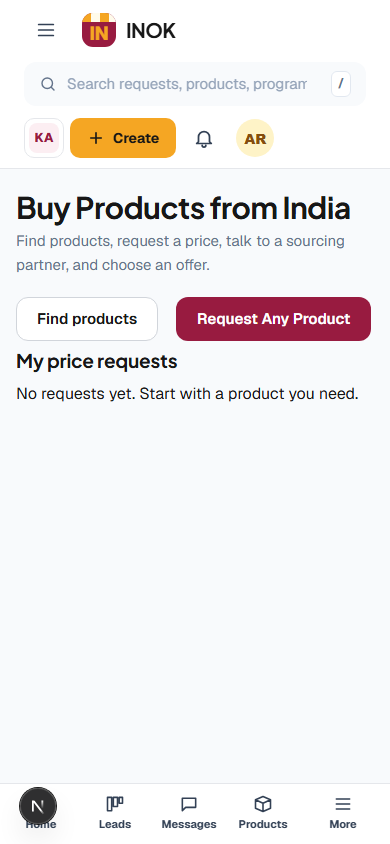 IN INOK
Search requests, products, program
/
KA
Create
AR
Buy Products from India
Find products, request a price, talk to a sourcing
partner, and choose an offer.
Find products
Request Any Product
My price requests
No requests yet. Start with a product you need.
N
Home
Leads
Messages
Products
More